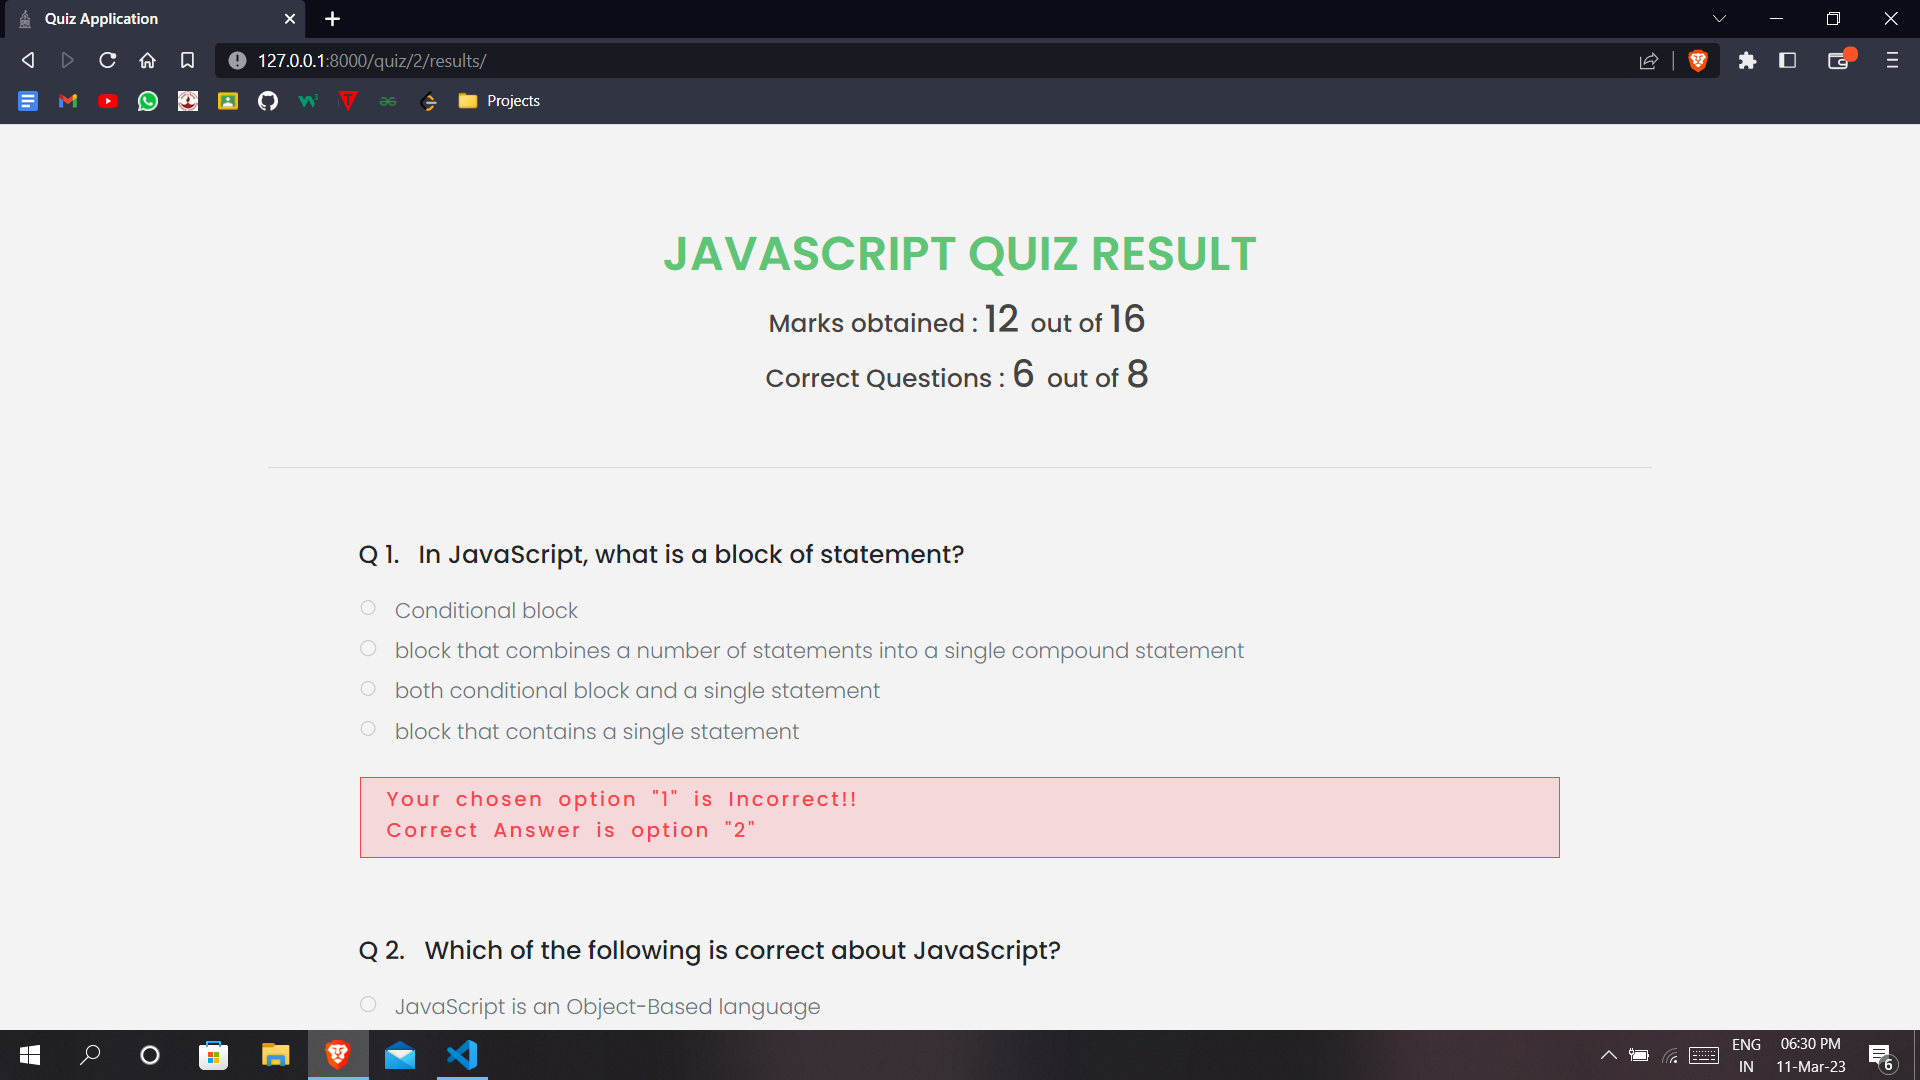 Quiz Application
127.0.0.1:8000/quiz/2/results/
Projects
JAVASCRIPT QUIZ RESULT
Marks obtained : 12 out of 16
Correct Questions : 6 out of 8
Q 1. In JavaScript, what is a block of statement?
Conditional block
block that combines a number of statements into a single compound statement
both conditional block and a single statement
block that contains a single statement
Your chosen option "1" is Incorrect!!
Correct Answer is option "2"
Q 2. Which of the following is correct about JavaScript?
JavaScript is an Object-Based language
ENG
IN
06:30 PM
11-Mar-23
6